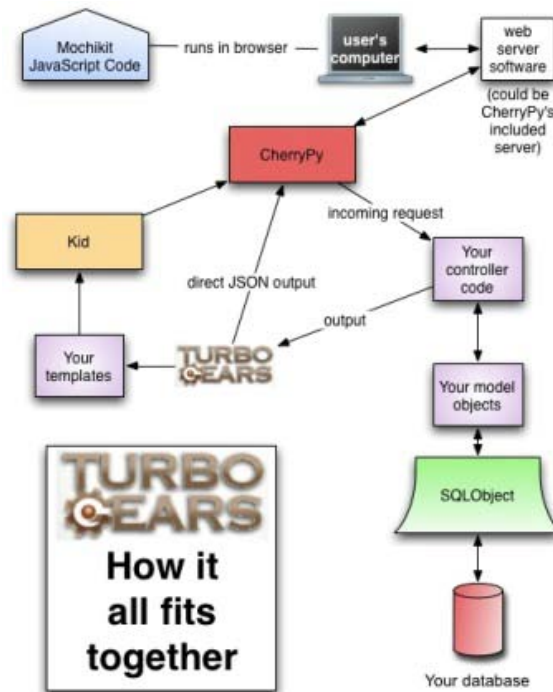 Mochikit
JavaScript Code
runs in browser
user's
computer
web
server
software
(could be
CherryPy's
included
server)
CherryPy
incoming request
Kid
Your
controller
code
direct JSON output
output
Your
templates
TURBO
GEARS
Your model
objects
SQLObject
TURBO
GEARS
How it
all fits
together
Your database